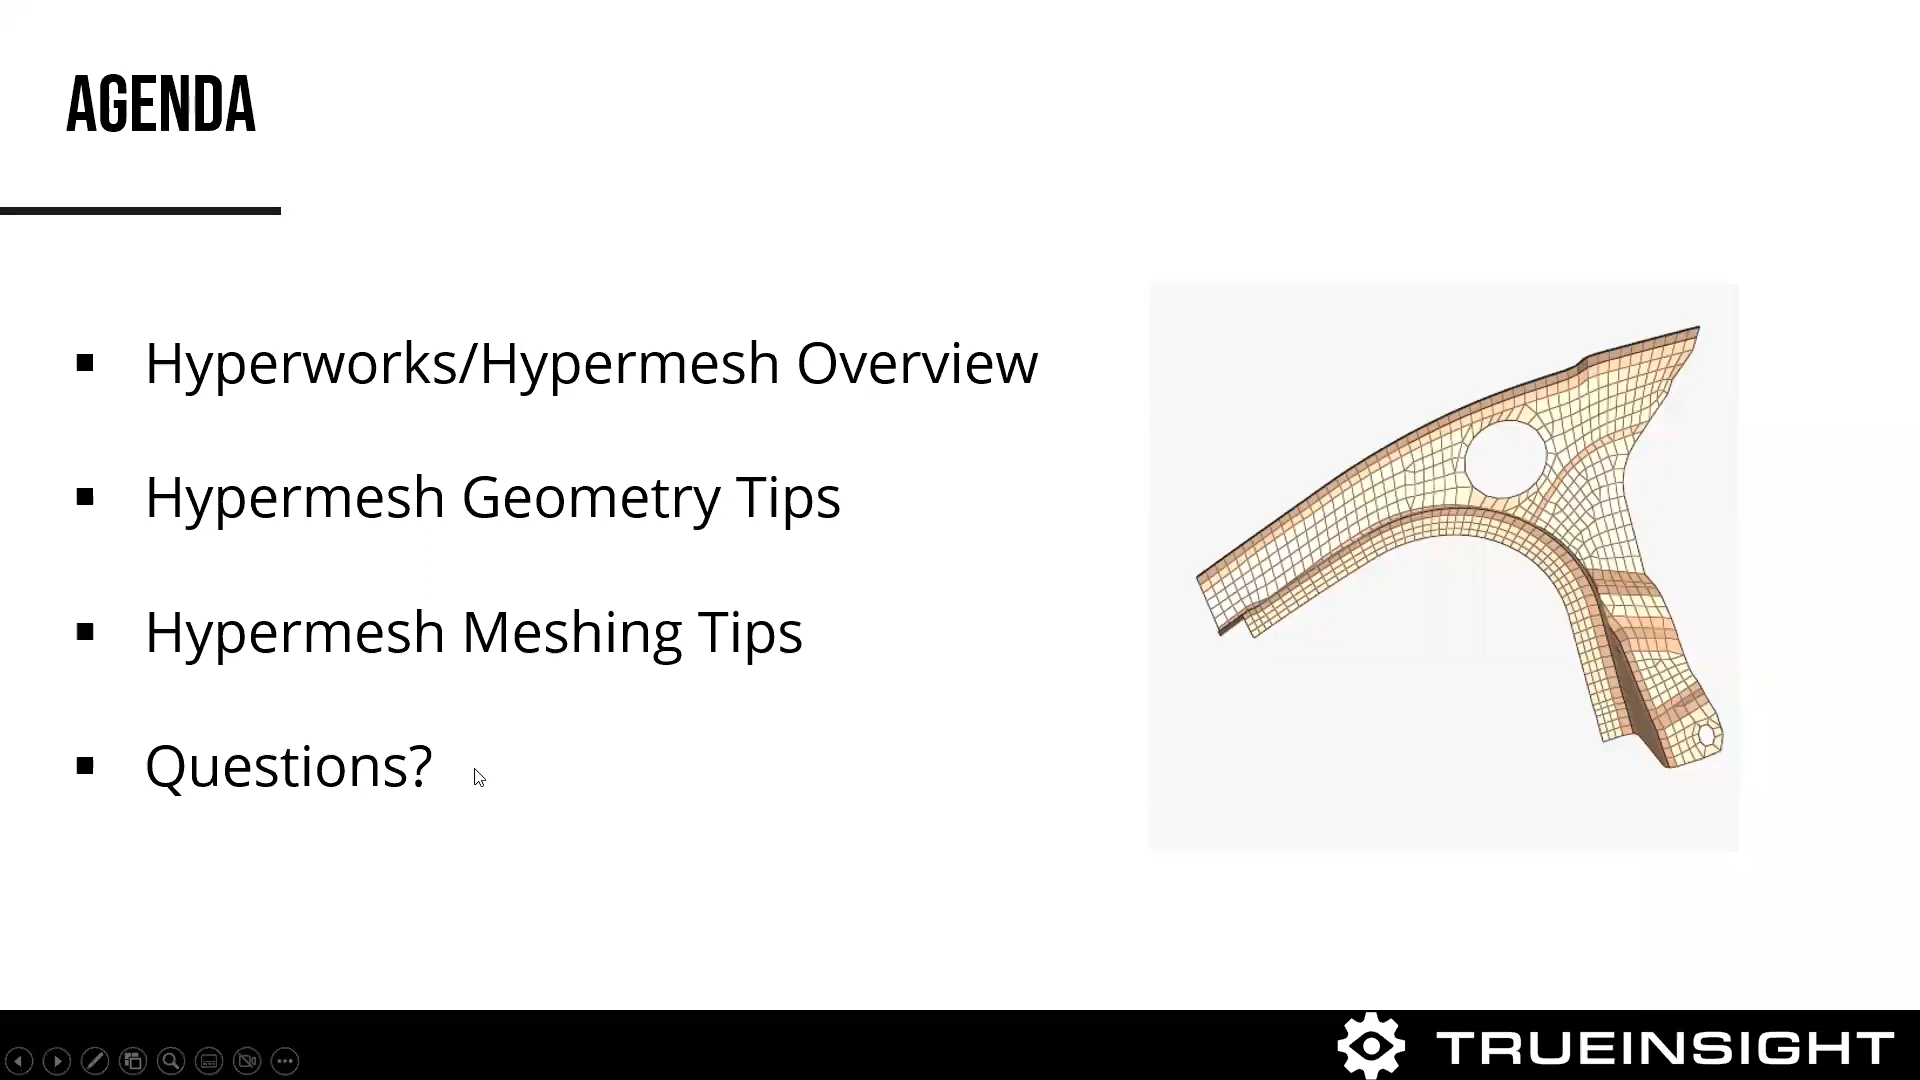 AGENDA
Hyperworks/Hypermesh Overview
Hypermesh Geometry Tips
Hypermesh Meshing Tips
Questions?
TRUEINSIGHT